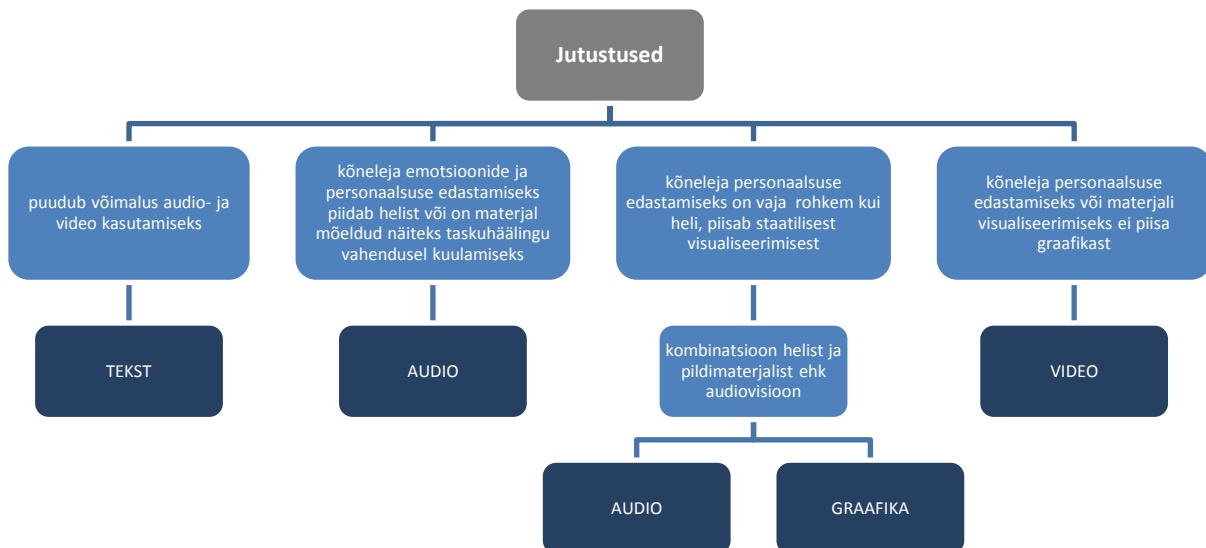 Jutustused
puudub võimalus audio- ja
video kasutamiseks
kõneleja emotsioonide ja
personaalsuse edastamiseks
piidab helist või on materjal
mõeldud näiteks taskuhäälingu
vahendusel kuulamiseks
kõneleja personaalsuse
edastamiseks on vaja rohkem kui
heli, piisab staatilisest
visualiseerimisest
kõneleja personaalsuse
edastamiseks või materjali
visualiseerimiseks ei piisa
graafikast
TEKST
AUDIO
kombinatsioon helist ja
pildimaterjalist ehk
audiovisioon
VIDEO
AUDIO
GRAAFIKA